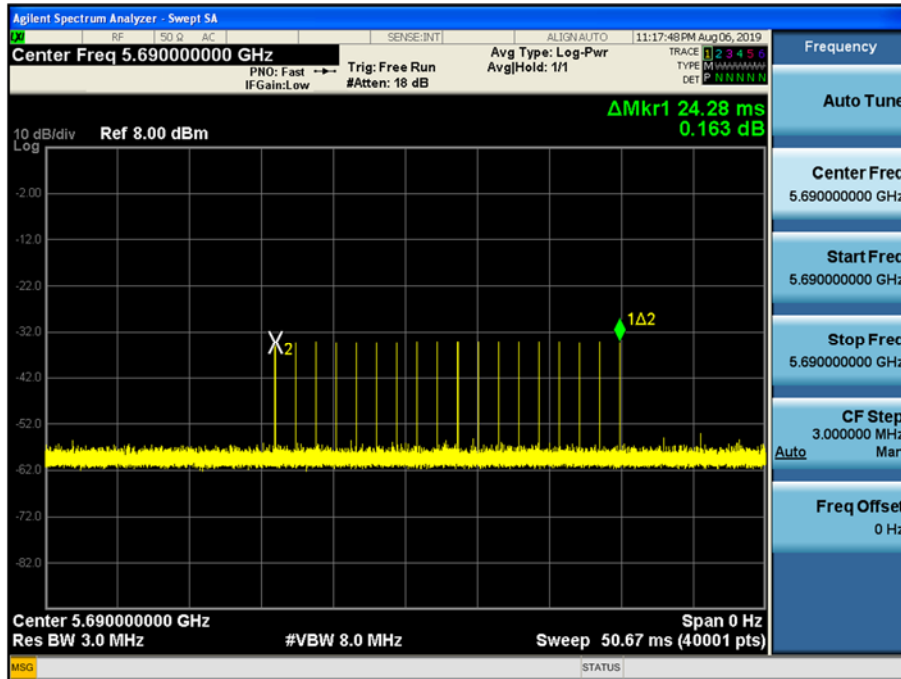 Agilent Spectrum Analyzer - Swept SA
LXI RF 50 Ω AC SENSE:INT ALIGN AUTO 11:17:48 PM Aug 06, 2019
Center Freq 5.690000000 GHz
PNO: Fast
IFGain:Low
Trig: Free Run
#Atten: 18 dB
Avg Type: Log-Pwr
Avg|Hold: 1/1
TRACE 1 2 3 4 5 6
TYPE M
DET P N N N N N
ΔMkr1 24.28 ms
0.163 dB
10 dB/div Ref 8.00 dBm
Log
-2.00
-12.0
-22.0
-32.0
-42.0
-52.0
-62.0
-72.0
-82.0
2
1Δ2
Center 5.690000000 GHz Span 0 Hz
Res BW 3.0 MHz #VBW 8.0 MHz Sweep 50.67 ms (40001 pts)
MSG STATUS
Frequency
Auto Tune
Center Freq
5.690000000 GHz
Start Freq
5.690000000 GHz
Stop Freq
5.690000000 GHz
CF Step
3.000000 MHz
Auto Man
Freq Offset
0 Hz